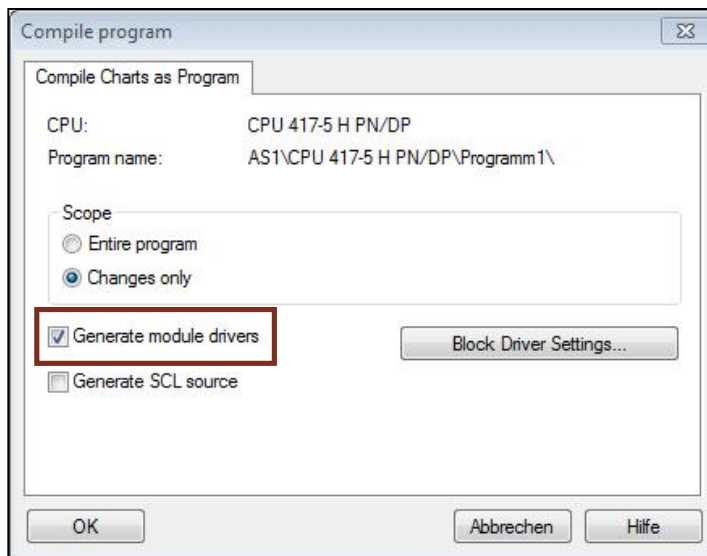 Compile program
Compile Charts as Program
CPU: CPU 417-5 H PN/DP
Program name: AS1\CPU 417-5 H PN/DP\Programm1\
Scope
Entire program
Changes only
Generate module drivers
Block Driver Settings...
Generate SCL source
OK Abbrechen Hilfe